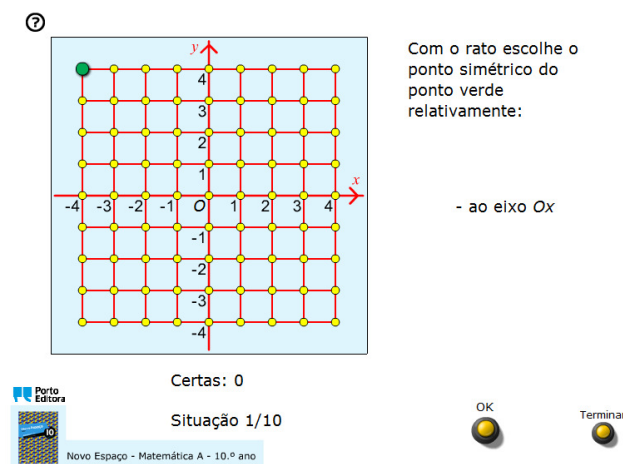 ?
y
4
3
2
1
x
-4 -3 -2 -1 O 1 2 3 4
-1
-2
-3
-4
Com o rato escolhe o
ponto simétrico do
ponto verde
relativamente:
- ao eixo Ox
Certas: 0
Situação 1/10
Porto
Editora
10
Novo Espaço - Matemática A - 10.º ano
OK
Terminar